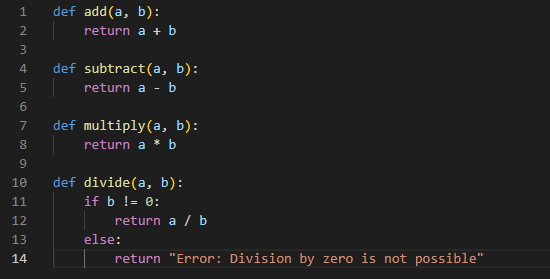 1 def add(a, b):
2     return a + b
3
4 def subtract(a, b):
5     return a - b
6
7 def multiply(a, b):
8     return a * b
9
10 def divide(a, b):
11     if b != 0:
12         return a / b
13     else:
14         return "Error: Division by zero is not possible"